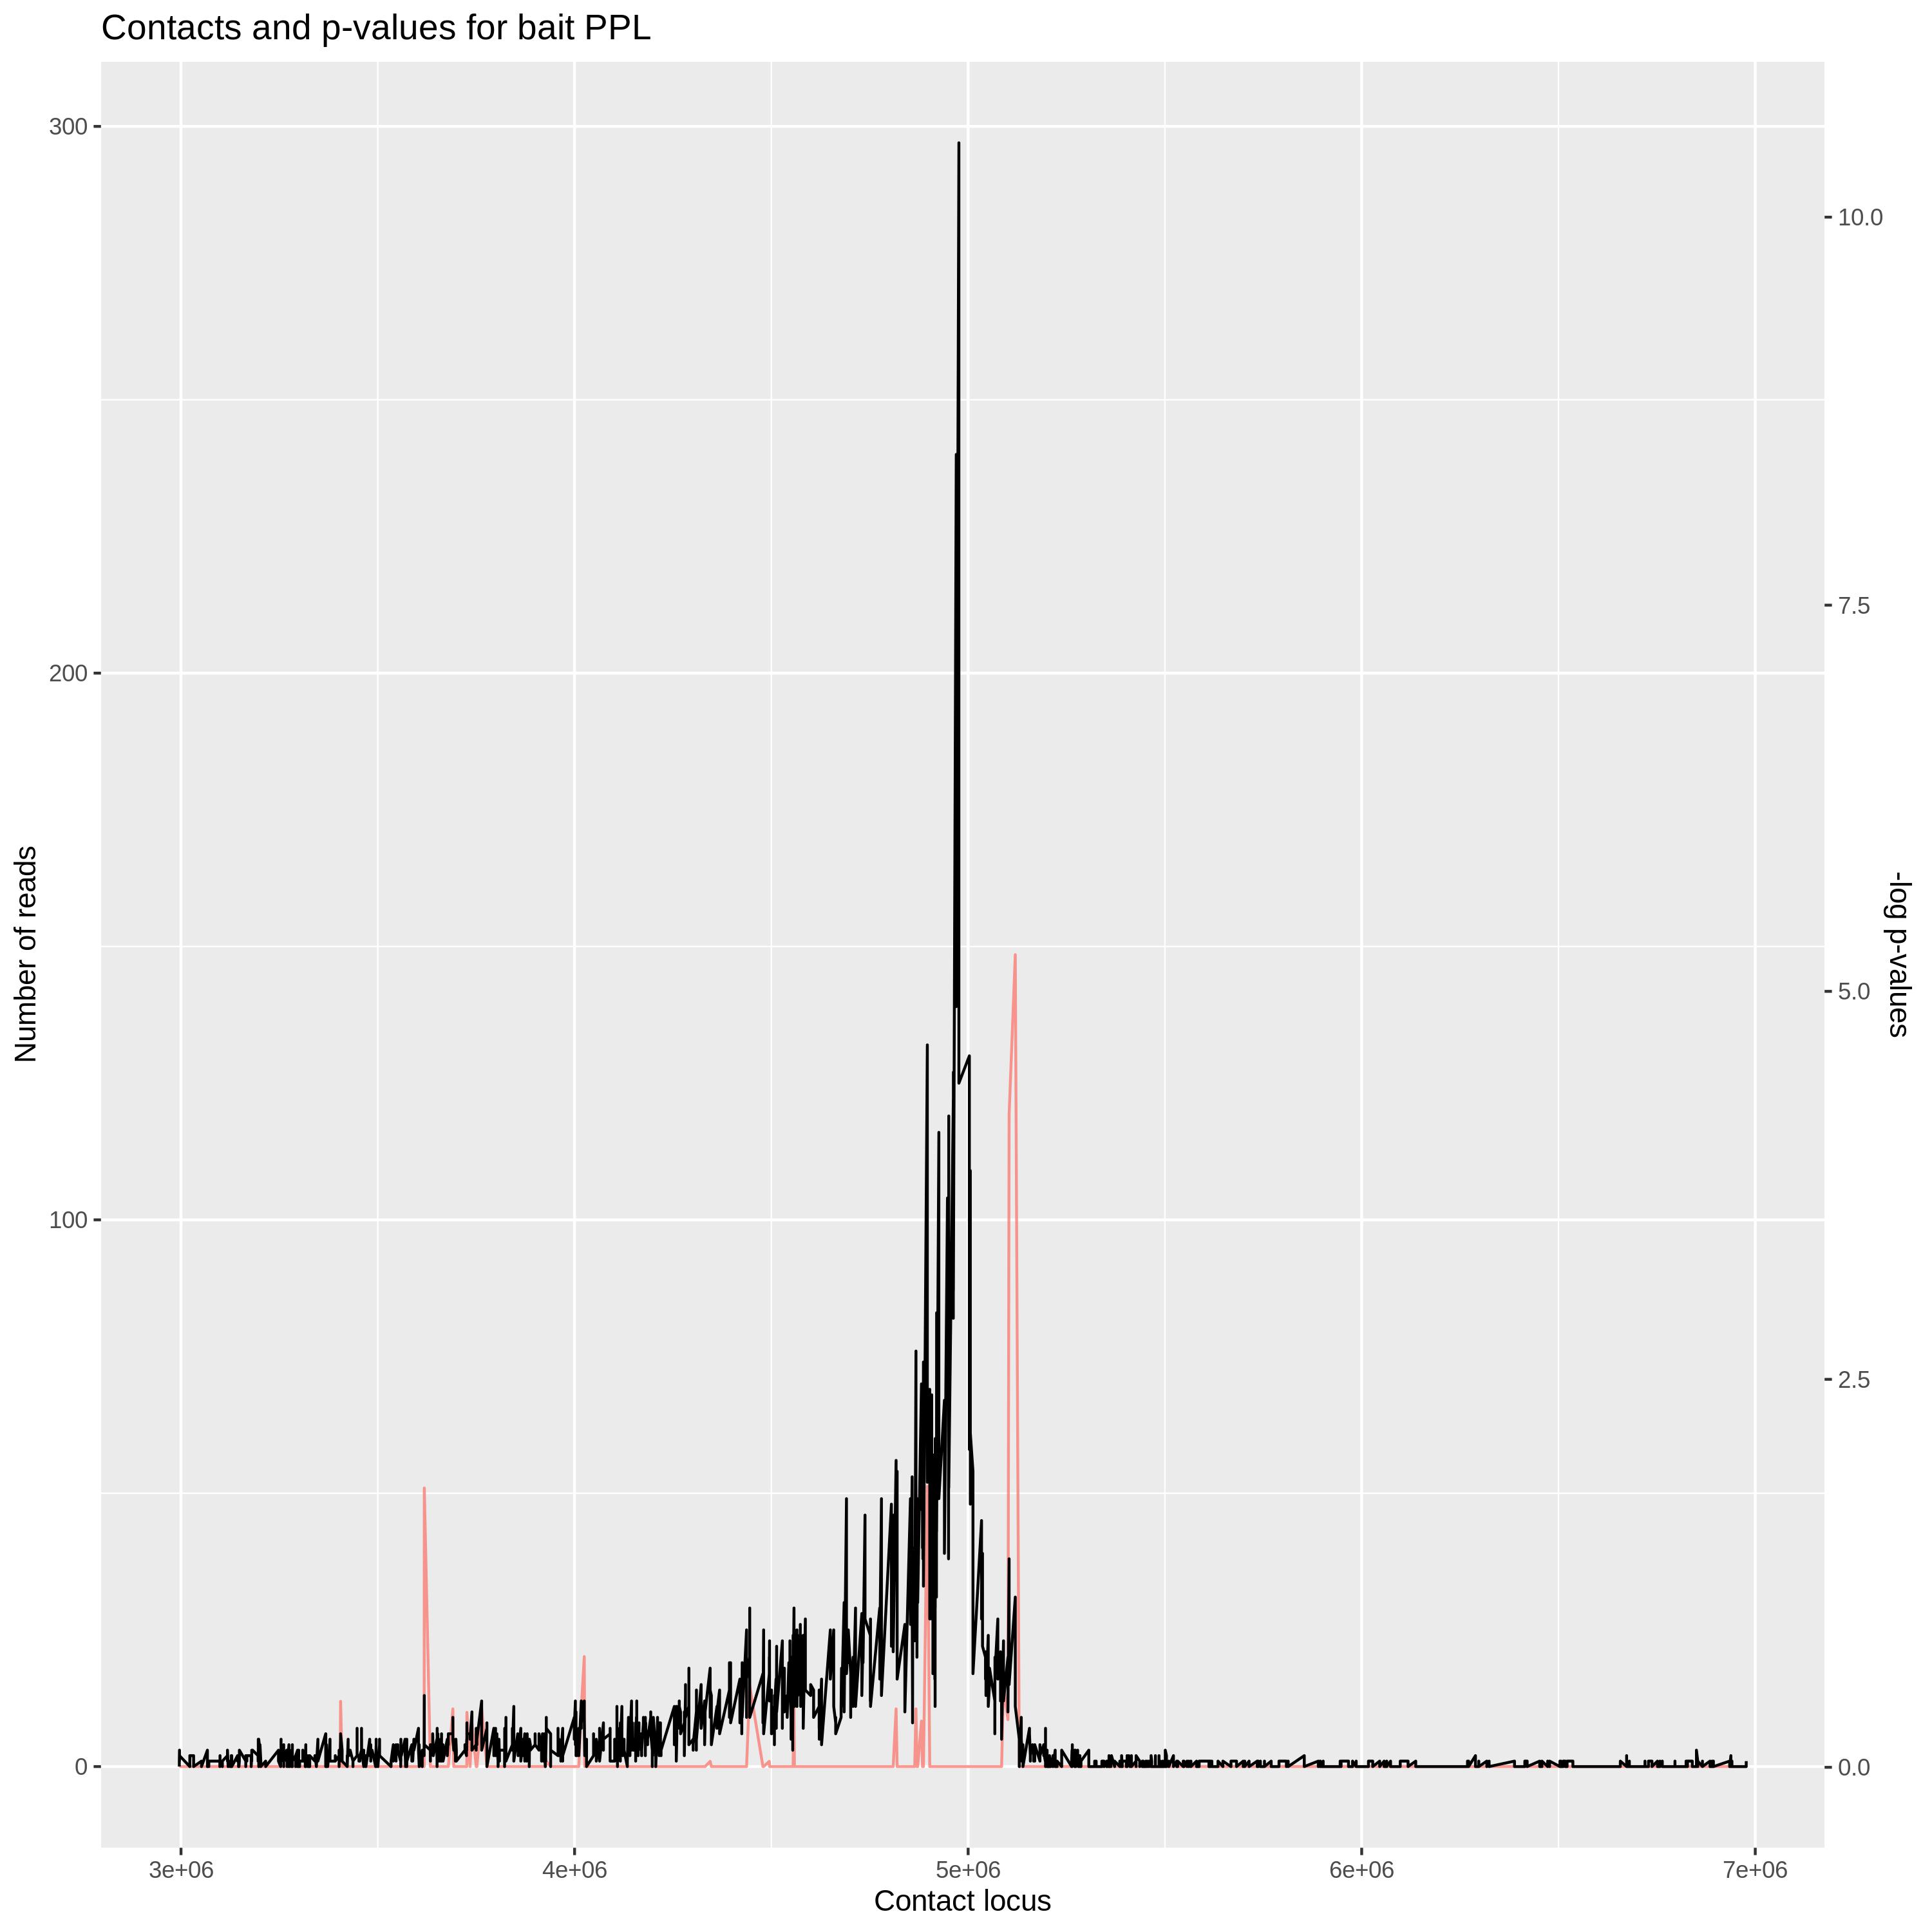 Contacts and p-values for bait PPL
300
200
100
0
Number of reads
10.0
7.5
5.0
2.5
0.0
-log p-values
3e+06
4e+06
5e+06
6e+06
7e+06
Contact locus